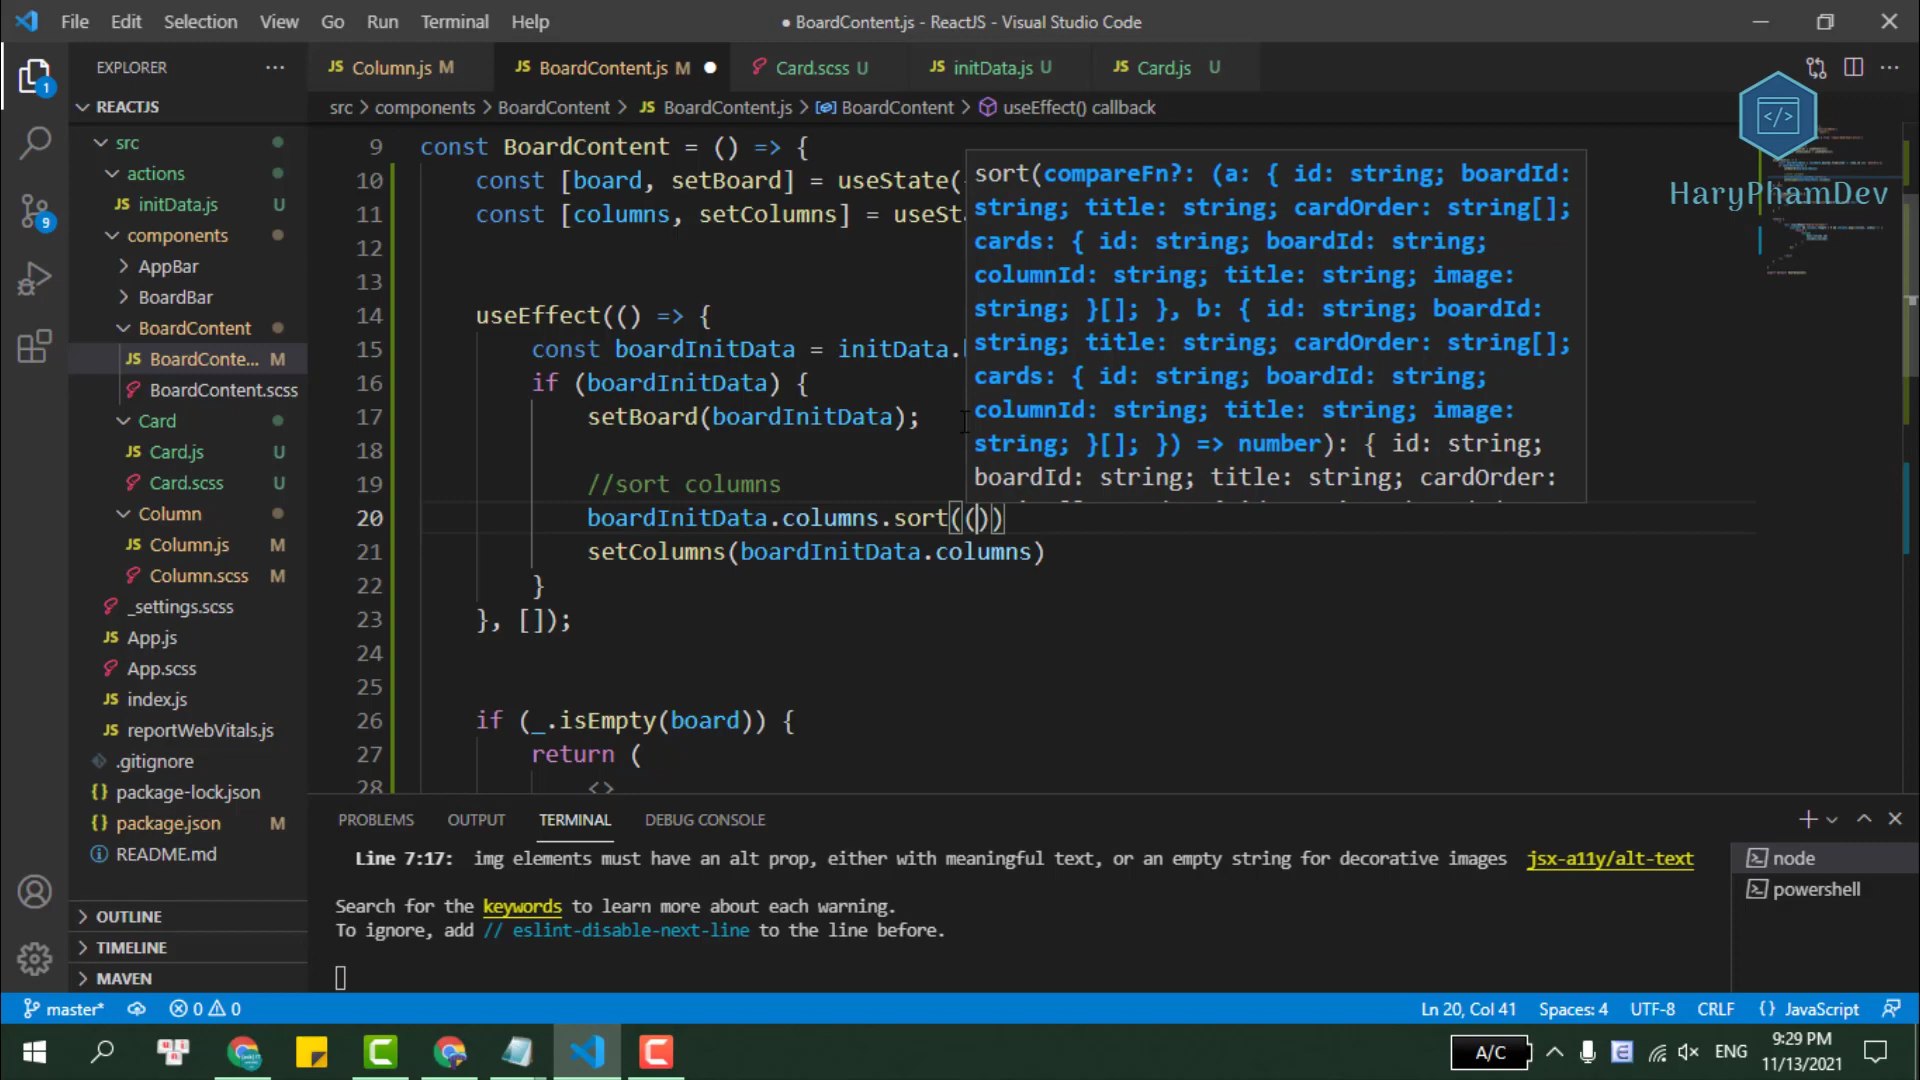 File Edit Selection View Go Run Terminal Help
● BoardContent.js - ReactJS - Visual Studio Code
EXPLORER
JS Column.js M
JS BoardContent.js M
Card.scss U
JS initData.js U
JS Card.js U
REACTJS
src > components > BoardContent > JS BoardContent.js > BoardContent > useEffect() callback
HaryPhamDev
src
actions
JS initData.js U
components
AppBar
BoardBar
BoardContent
JS BoardConte... M
BoardContent.scss
Card
JS Card.js U
Card.scss U
Column
JS Column.js M
Column.scss M
_settings.scss
JS App.js
App.scss
JS index.js
JS reportWebVitals.js
.gitignore
{} package-lock.json
{} package.json M
README.md
OUTLINE
TIMELINE
MAVEN
1
9
9 const BoardContent = () => {
10 const [board, setBoard] = useState(
11 const [columns, setColumns] = useSta
12
13
14 useEffect(() => {
15 const boardInitData = initData.
16 if (boardInitData) {
17 setBoard(boardInitData);
18
19 //sort columns
20 boardInitData.columns.sort(())
21 setColumns(boardInitData.columns)
22 }
23 }, []);
24
25
26 if (_.isEmpty(board)) {
27 return (
28 <>
sort(compareFn?: (a: { id: string; boardId:
string; title: string; cardOrder: string[];
cards: { id: string; boardId: string;
columnId: string; title: string; image:
string; }[]; }, b: { id: string; boardId:
string; title: string; cardOrder: string[];
cards: { id: string; boardId: string;
columnId: string; title: string; image:
string; }[]; }) => number): { id: string;
boardId: string; title: string; cardOrder:
PROBLEMS OUTPUT TERMINAL DEBUG CONSOLE
Line 7:17: img elements must have an alt prop, either with meaningful text, or an empty string for decorative images jsx-a11y/alt-text
Search for the keywords to learn more about each warning.
To ignore, add // eslint-disable-next-line to the line before.
node
powershell
master* 0 0
Ln 20, Col 41 Spaces: 4 UTF-8 CRLF {} JavaScript
A/C
ENG
9:29 PM
11/13/2021